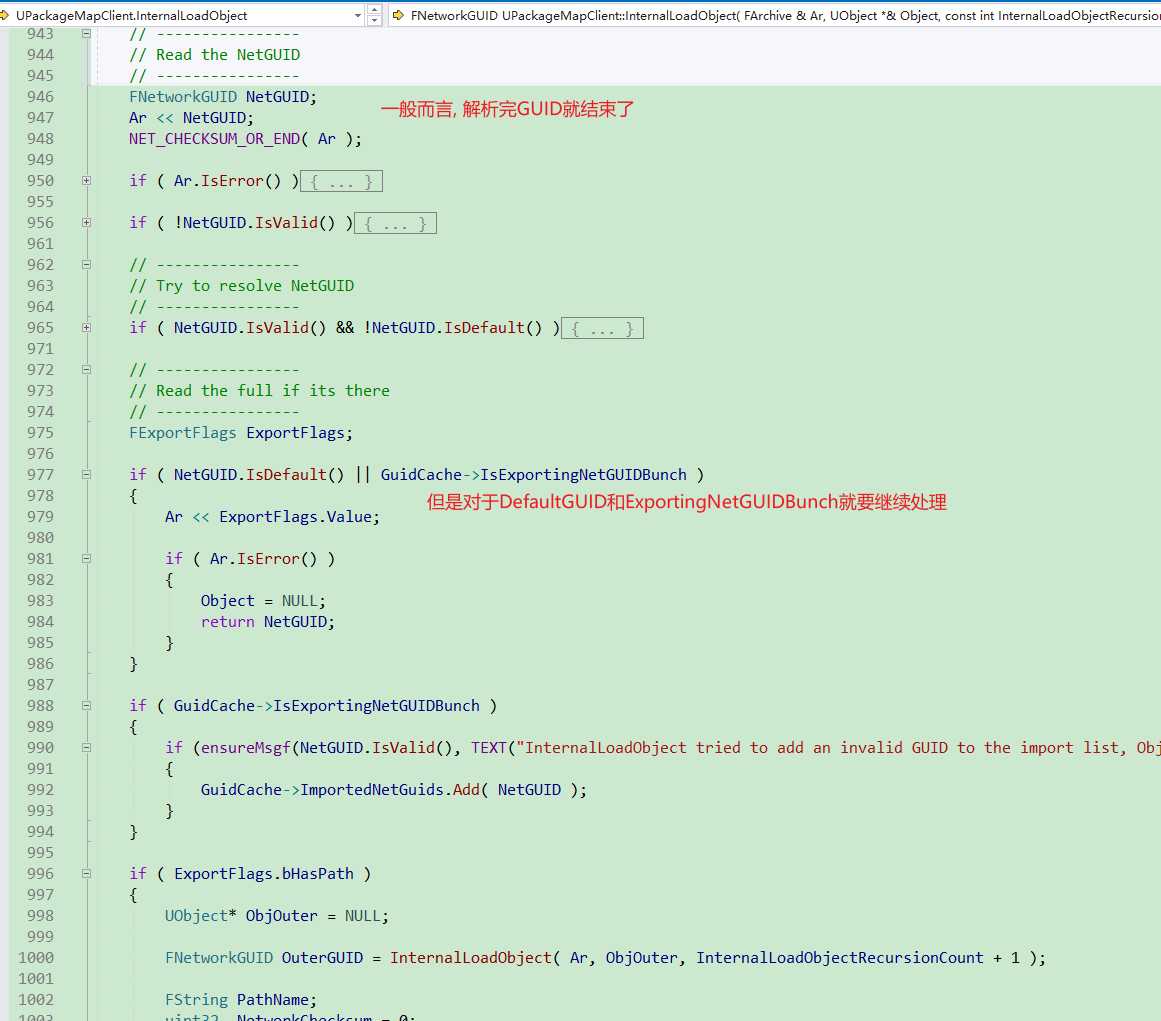 UPackageMapClient.InternalLoadObject
FNetworkGUID UPackageMapClient::InternalLoadObject( FArchive & Ar, UObject *& Object, const int InternalLoadObjectRecursion
943 // ----------------
944 // Read the NetGUID
945 // ----------------
946 FNetworkGUID NetGUID;
一般而言, 解析完GUID就结束了
947 Ar << NetGUID;
948 NET_CHECKSUM_OR_END( Ar );
949
950 if ( Ar.IsError() ){ ... }
955
956 if ( !NetGUID.IsValid() ){ ... }
961
962 // ----------------
963 // Try to resolve NetGUID
964 // ----------------
965 if ( NetGUID.IsValid() && !NetGUID.IsDefault() ){ ... }
971
972 // ----------------
973 // Read the full if its there
974 // ----------------
975 FExportFlags ExportFlags;
976
977 if ( NetGUID.IsDefault() || GuidCache->IsExportingNetGUIDBunch )
978 {
但是对于DefaultGUID和ExportingNetGUIDBunch就要继续处理
979 Ar << ExportFlags.Value;
980
981 if ( Ar.IsError() )
982 {
983 Object = NULL;
984 return NetGUID;
985 }
986 }
987
988 if ( GuidCache->IsExportingNetGUIDBunch )
989 {
990 if (ensureMsgf(NetGUID.IsValid(), TEXT("InternalLoadObject tried to add an invalid GUID to the import list, Obj
991 {
992 GuidCache->ImportedNetGuids.Add( NetGUID );
993 }
994 }
995
996 if ( ExportFlags.bHasPath )
997 {
998 UObject* ObjOuter = NULL;
999
1000 FNetworkGUID OuterGUID = InternalLoadObject( Ar, ObjOuter, InternalLoadObjectRecursionCount + 1 );
1001
1002 FString PathName;
1003 uint32 NetworkChecksum = 0;